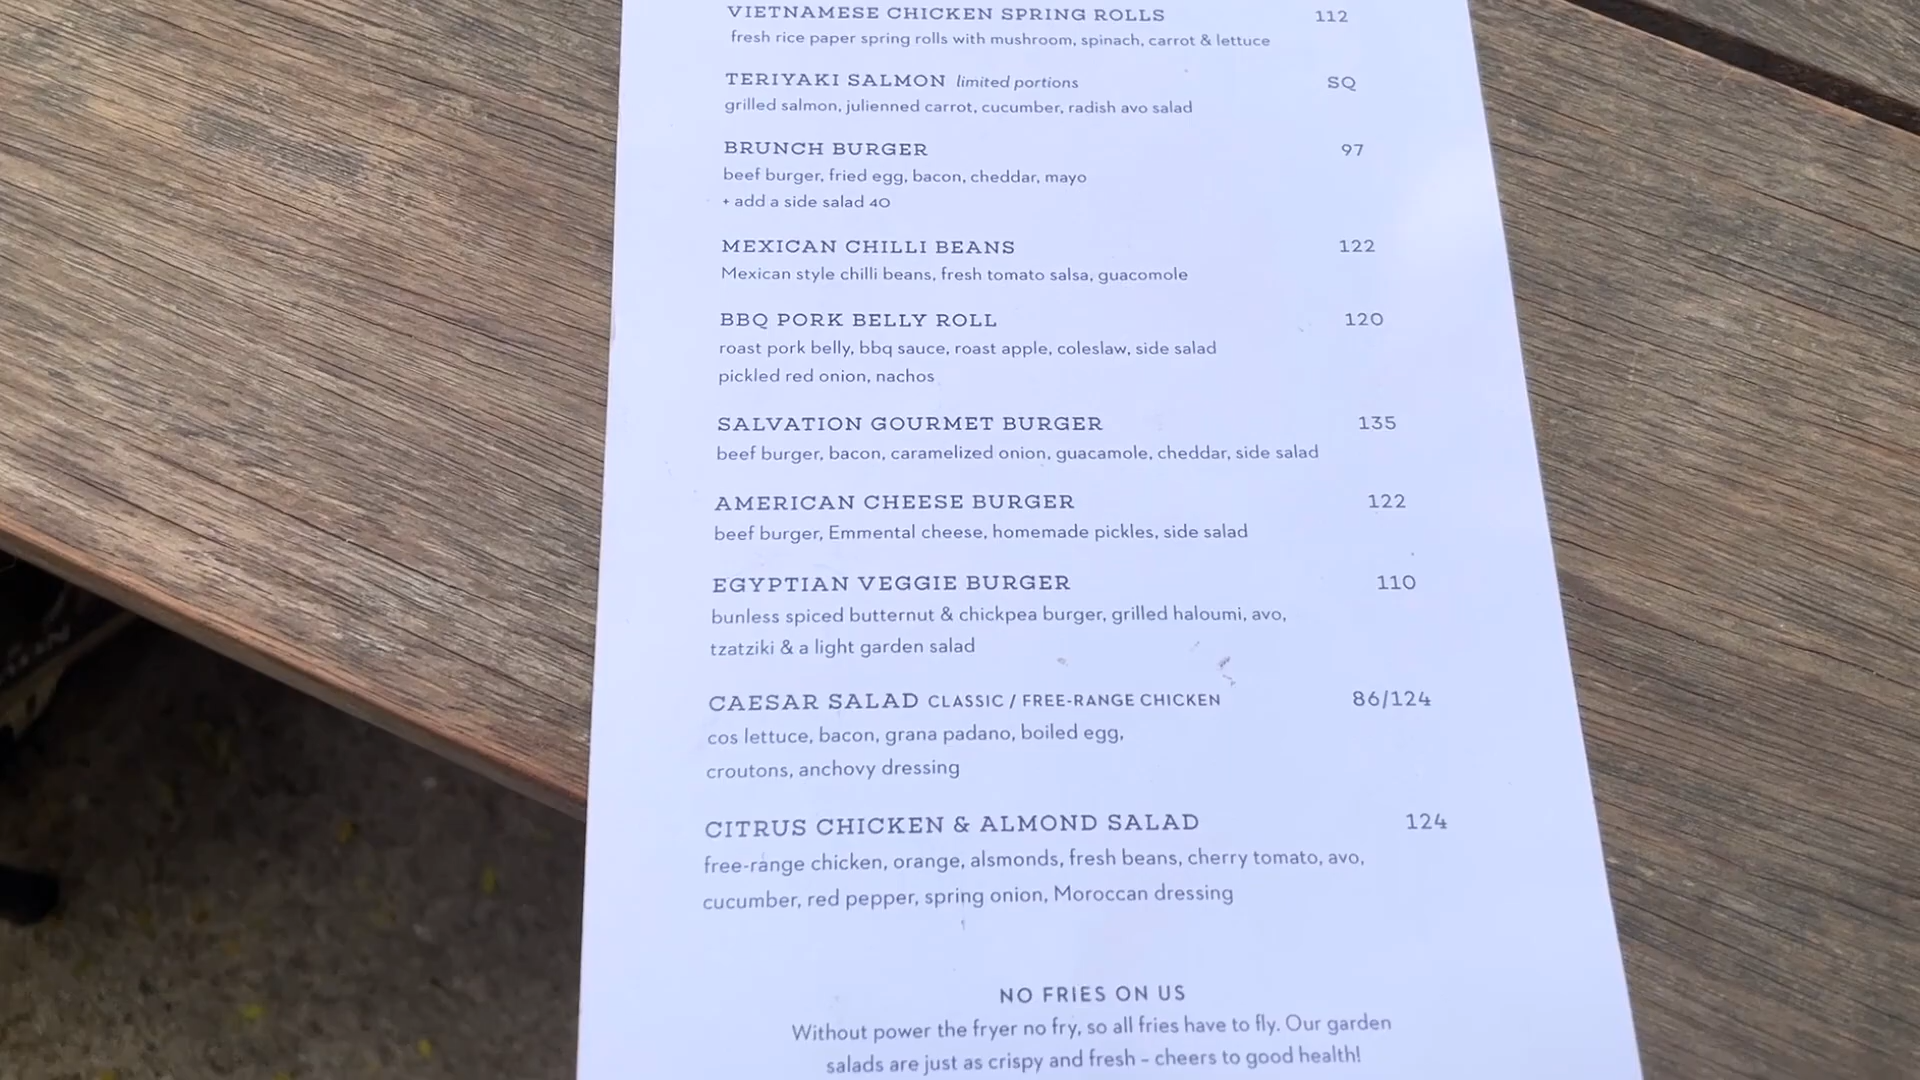 VIETNAMESE CHICKEN SPRING ROLLS 112
fresh rice paper spring rolls with mushroom, spinach, carrot & lettuce
TERIYAKI SALMON limited portions SQ
grilled salmon, julienned carrot, cucumber, radish avo salad
BRUNCH BURGER 97
beef burger, fried egg, bacon, cheddar, mayo
+ add a side salad 40
MEXICAN CHILLI BEANS 122
Mexican style chilli beans, fresh tomato salsa, guacomole
BBQ PORK BELLY ROLL 120
roast pork belly, bbq sauce, roast apple, coleslaw, side salad
pickled red onion, nachos
SALVATION GOURMET BURGER 135
beef burger, bacon, caramelized onion, guacamole, cheddar, side salad
AMERICAN CHEESE BURGER 122
beef burger, Emmental cheese, homemade pickles, side salad
EGYPTIAN VEGGIE BURGER 110
bunless spiced butternut & chickpea burger, grilled haloumi, avo,
tzatziki & a light garden salad
CAESAR SALAD CLASSIC / FREE-RANGE CHICKEN 86/124
cos lettuce, bacon, grana padano, boiled egg,
croutons, anchovy dressing
CITRUS CHICKEN & ALMOND SALAD 124
free-range chicken, orange, alsmonds, fresh beans, cherry tomato, avo,
cucumber, red pepper, spring onion, Moroccan dressing
NO FRIES ON US
Without power the fryer no fry, so all fries have to fly. Our garden
salads are just as crispy and fresh – cheers to good health!